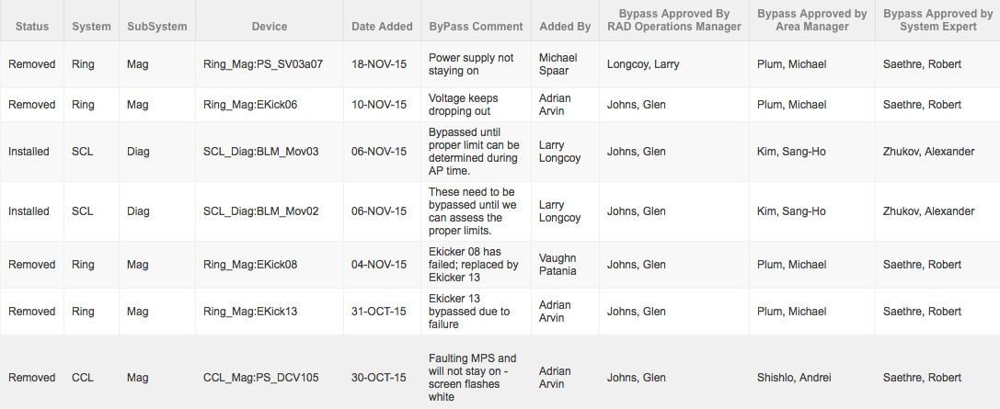 Status System SubSystem Device Date Added ByPass Comment Added By Bypass Approved By RAD Operations Manager Bypass Approved by Area Manager Bypass Approved by System Expert
Removed Ring Mag Ring_Mag:PS_SV03a07 18-NOV-15 Power supply not staying on Michael Spaar Longcoy, Larry Plum, Michael Saethre, Robert
Removed Ring Mag Ring_Mag:EKick06 10-NOV-15 Voltage keeps dropping out Adrian Arvin Johns, Glen Plum, Michael Saethre, Robert
Installed SCL Diag SCL_Diag:BLM_Mov03 06-NOV-15 Bypassed until proper limit can be determined during AP time. Larry Longcoy Johns, Glen Kim, Sang-Ho Zhukov, Alexander
Installed SCL Diag SCL_Diag:BLM_Mov02 06-NOV-15 These need to be bypassed until we can assess the proper limits. Larry Longcoy Johns, Glen Kim, Sang-Ho Zhukov, Alexander
Removed Ring Mag Ring_Mag:EKick08 04-NOV-15 Ekicker 08 has failed; replaced by Ekicker 13 Vaughn Patania Johns, Glen Plum, Michael Saethre, Robert
Removed Ring Mag Ring_Mag:EKick13 31-OCT-15 Ekicker 13 bypassed due to failure Adrian Arvin Johns, Glen Plum, Michael Saethre, Robert
Removed CCL Mag CCL_Mag:PS_DCV105 30-OCT-15 Faulting MPS and will not stay on - screen flashes white Adrian Arvin Johns, Glen Shishlo, Andrei Saethre, Robert